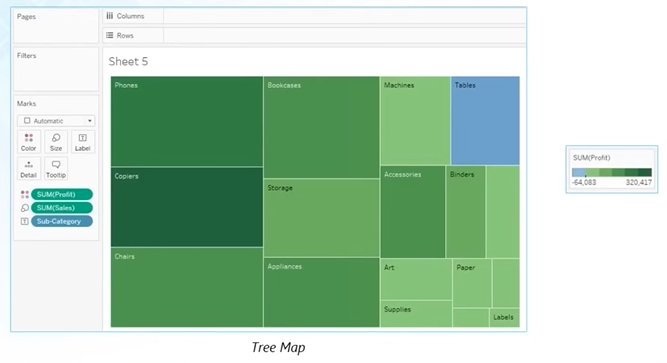 Pages
Columns
Rows
Filters
Sheet 5
Marks
Automatic
Color
Size
Label
Detail
Tooltip
SUM(Profit)
SUM(Sales)
Sub-Category
Phones
Bookcases
Machines
Tables
Copiers
Storage
Accessories
Binders
Chairs
Appliances
Art
Paper
Supplies
Labels
SUM(Profit)
-64,083 320,417
Tree Map